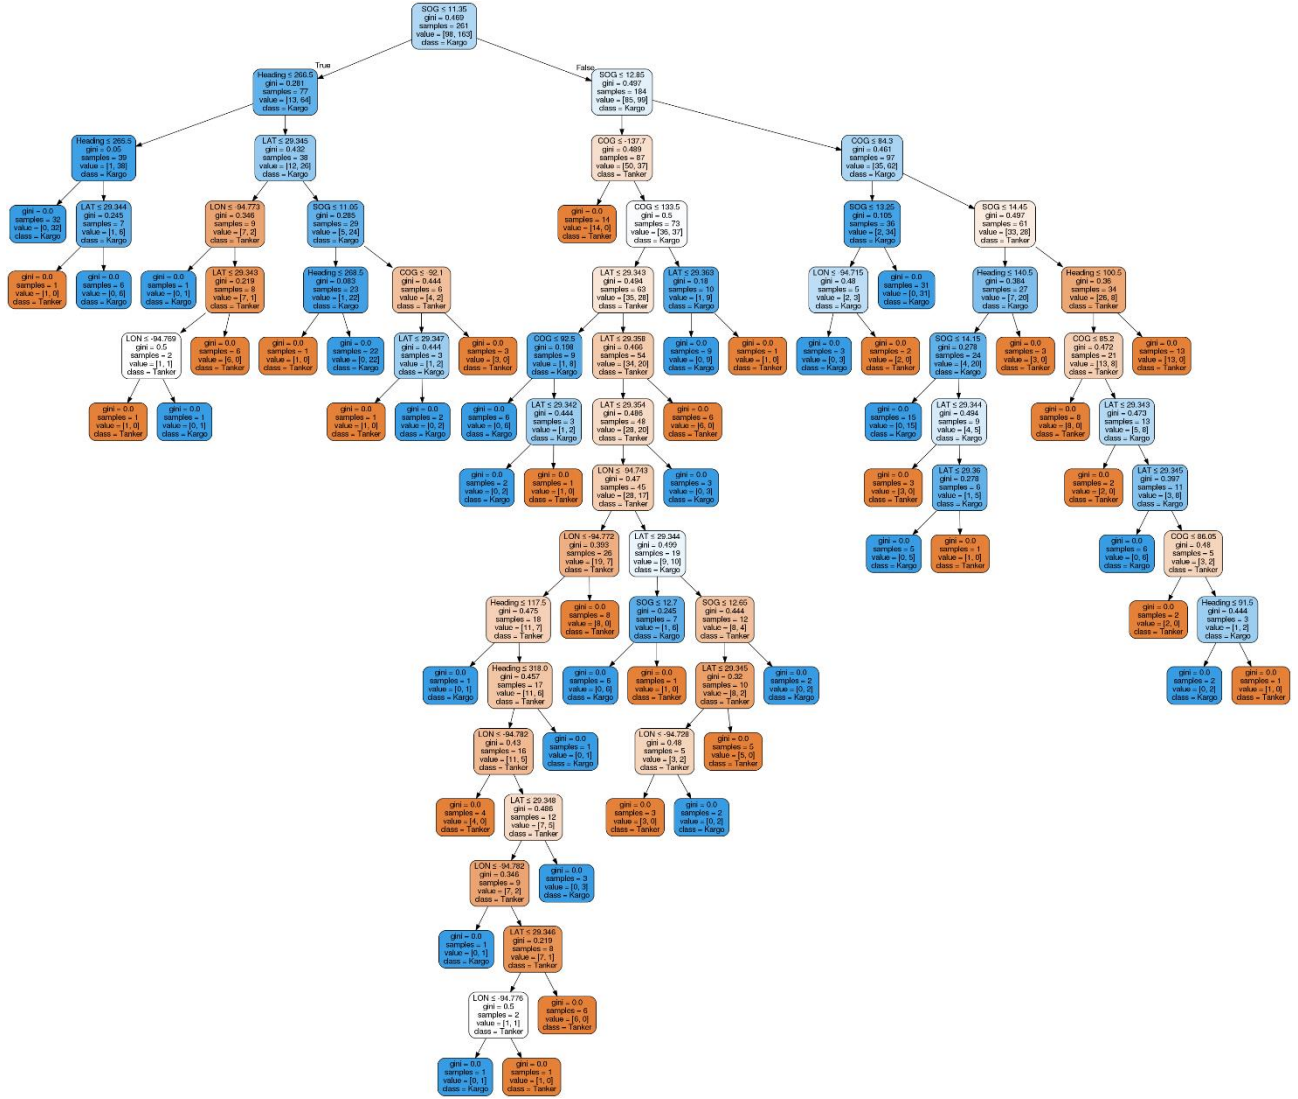 SOG ≤ 11.35
gini = 0.469
samples = 261
value = [98, 163]
class = Kargo
True
False
Heading ≤ 266.5
gini = 0.281
samples = 77
value = [13, 64]
class = Kargo
SOG ≤ 12.85
gini = 0.497
samples = 184
value = [85, 99]
class = Kargo
Heading ≤ 265.5
gini = 0.05
samples = 39
value = [1, 38]
class = Kargo
LAT ≤ 29.345
gini = 0.432
samples = 38
value = [12, 26]
class = Kargo
COG ≤ -137.7
gini = 0.489
samples = 87
value = [50, 37]
class = Tanker
COG ≤ 84.3
gini = 0.461
samples = 97
value = [35, 62]
class = Kargo
gini = 0.0
samples = 32
value = [0, 32]
class = Kargo
LAT ≤ 29.344
gini = 0.245
samples = 7
value = [1, 6]
class = Kargo
LON ≤ -94.773
gini = 0.346
samples = 9
value = [7, 2]
class = Tanker
SOG ≤ 11.05
gini = 0.285
samples = 29
value = [5, 24]
class = Kargo
gini = 0.0
samples = 14
value = [14, 0]
class = Tanker
COG ≤ 133.5
gini = 0.5
samples = 73
value = [36, 37]
class = Kargo
SOG ≤ 13.25
gini = 0.105
samples = 36
value = [2, 34]
class = Kargo
SOG ≤ 14.45
gini = 0.497
samples = 61
value = [33, 28]
class = Tanker
gini = 0.0
samples = 1
value = [1, 0]
class = Tanker
gini = 0.0
samples = 6
value = [0, 6]
class = Kargo
gini = 0.0
samples = 1
value = [0, 1]
class = Kargo
LAT ≤ 29.343
gini = 0.219
samples = 8
value = [7, 1]
class = Tanker
Heading ≤ 268.5
gini = 0.083
samples = 23
value = [1, 22]
class = Kargo
COG ≤ 92.1
gini = 0.444
samples = 6
value = [4, 2]
class = Tanker
LAT ≤ 29.343
gini = 0.494
samples = 63
value = [35, 28]
class = Tanker
LAT ≤ 29.363
gini = 0.18
samples = 10
value = [1, 9]
class = Kargo
LON ≤ -94.715
gini = 0.48
samples = 5
value = [2, 3]
class = Kargo
gini = 0.0
samples = 31
value = [0, 31]
class = Kargo
Heading ≤ 140.5
gini = 0.384
samples = 27
value = [7, 20]
class = Kargo
Heading ≤ 100.5
gini = 0.36
samples = 34
value = [26, 8]
class = Tanker
LON ≤ -94.769
gini = 0.5
samples = 2
value = [1, 1]
class = Tanker
gini = 0.0
samples = 6
value = [6, 0]
class = Tanker
gini = 0.0
samples = 1
value = [1, 0]
class = Tanker
gini = 0.0
samples = 22
value = [0, 22]
class = Kargo
LAT ≤ 29.347
gini = 0.444
samples = 3
value = [1, 2]
class = Kargo
gini = 0.0
samples = 3
value = [3, 0]
class = Tanker
COG ≤ 92.5
gini = 0.198
samples = 9
value = [1, 8]
class = Kargo
LAT ≤ 29.358
gini = 0.466
samples = 54
value = [34, 20]
class = Tanker
gini = 0.0
samples = 9
value = [0, 9]
class = Kargo
gini = 0.0
samples = 1
value = [1, 0]
class = Tanker
gini = 0.0
samples = 3
value = [0, 3]
class = Kargo
gini = 0.0
samples = 2
value = [2, 0]
class = Tanker
SOG ≤ 14.15
gini = 0.278
samples = 24
value = [4, 20]
class = Kargo
gini = 0.0
samples = 3
value = [3, 0]
class = Tanker
COG ≤ 85.2
gini = 0.472
samples = 21
value = [13, 8]
class = Tanker
gini = 0.0
samples = 13
value = [13, 0]
class = Tanker
gini = 0.0
samples = 1
value = [1, 0]
class = Tanker
gini = 0.0
samples = 1
value = [0, 1]
class = Kargo
gini = 0.0
samples = 1
value = [1, 0]
class = Tanker
gini = 0.0
samples = 2
value = [0, 2]
class = Kargo
gini = 0.0
samples = 6
value = [0, 6]
class = Kargo
LAT ≤ 29.342
gini = 0.444
samples = 3
value = [1, 2]
class = Kargo
LAT ≤ 29.354
gini = 0.486
samples = 48
value = [28, 20]
class = Tanker
gini = 0.0
samples = 6
value = [6, 0]
class = Tanker
gini = 0.0
samples = 15
value = [0, 15]
class = Kargo
LAT ≤ 29.344
gini = 0.494
samples = 9
value = [4, 5]
class = Kargo
gini = 0.0
samples = 8
value = [8, 0]
class = Tanker
LAT ≤ 29.343
gini = 0.473
samples = 13
value = [5, 8]
class = Kargo
gini = 0.0
samples = 2
value = [0, 2]
class = Kargo
gini = 0.0
samples = 1
value = [1, 0]
class = Tanker
LON ≤ 94.743
gini = 0.47
samples = 45
value = [28, 17]
class = Tanker
gini = 0.0
samples = 3
value = [0, 3]
class = Kargo
gini = 0.0
samples = 3
value = [3, 0]
class = Tanker
LAT ≤ 29.36
gini = 0.278
samples = 6
value = [1, 5]
class = Kargo
gini = 0.0
samples = 2
value = [2, 0]
class = Tanker
LAT ≤ 29.345
gini = 0.397
samples = 11
value = [3, 8]
class = Kargo
LON ≤ -94.772
gini = 0.393
samples = 26
value = [19, 7]
class = Tanker
LAT ≤ 29.344
gini = 0.499
samples = 19
value = [9, 10]
class = Kargo
gini = 0.0
samples = 5
value = [0, 5]
class = Kargo
gini = 0.0
samples = 1
value = [1, 0]
class = Tanker
gini = 0.0
samples = 6
value = [0, 6]
class = Kargo
COG ≤ 86.05
gini = 0.48
samples = 5
value = [3, 2]
class = Tanker
Heading ≤ 117.5
gini = 0.475
samples = 18
value = [11, 7]
class = Tanker
gini = 0.0
samples = 8
value = [8, 0]
class = Tanker
SOG ≤ 12.7
gini = 0.245
samples = 7
value = [1, 6]
class = Kargo
SOG ≤ 12.65
gini = 0.444
samples = 12
value = [8, 4]
class = Tanker
gini = 0.0
samples = 2
value = [2, 0]
class = Tanker
Heading ≤ 91.5
gini = 0.444
samples = 3
value = [1, 2]
class = Kargo
gini = 0.0
samples = 1
value = [0, 1]
class = Kargo
Heading ≤ 318.0
gini = 0.457
samples = 17
value = [11, 6]
class = Tanker
gini = 0.0
samples = 6
value = [0, 6]
class = Kargo
gini = 0.0
samples = 1
value = [1, 0]
class = Tanker
LAT ≤ 29.345
gini = 0.32
samples = 10
value = [8, 2]
class = Tanker
gini = 0.0
samples = 2
value = [0, 2]
class = Kargo
gini = 0.0
samples = 2
value = [0, 2]
class = Kargo
gini = 0.0
samples = 1
value = [1, 0]
class = Tanker
LON ≤ -94.782
gini = 0.43
samples = 16
value = [11, 5]
class = Tanker
gini = 0.0
samples = 1
value = [0, 1]
class = Kargo
LON ≤ -94.728
gini = 0.48
samples = 5
value = [3, 2]
class = Tanker
gini = 0.0
samples = 5
value = [5, 0]
class = Tanker
gini = 0.0
samples = 4
value = [4, 0]
class = Tanker
LAT ≤ 29.348
gini = 0.486
samples = 12
value = [7, 5]
class = Tanker
gini = 0.0
samples = 3
value = [3, 0]
class = Tanker
gini = 0.0
samples = 2
value = [0, 2]
class = Kargo
LON ≤ -94.782
gini = 0.346
samples = 9
value = [7, 2]
class = Tanker
gini = 0.0
samples = 3
value = [0, 3]
class = Kargo
gini = 0.0
samples = 1
value = [0, 1]
class = Kargo
LAT ≤ 29.346
gini = 0.219
samples = 8
value = [7, 1]
class = Tanker
LON ≤ -94.776
gini = 0.5
samples = 2
value = [1, 1]
class = Tanker
gini = 0.0
samples = 6
value = [6, 0]
class = Tanker
gini = 0.0
samples = 1
value = [0, 1]
class = Kargo
gini = 0.0
samples = 1
value = [1, 0]
class = Tanker